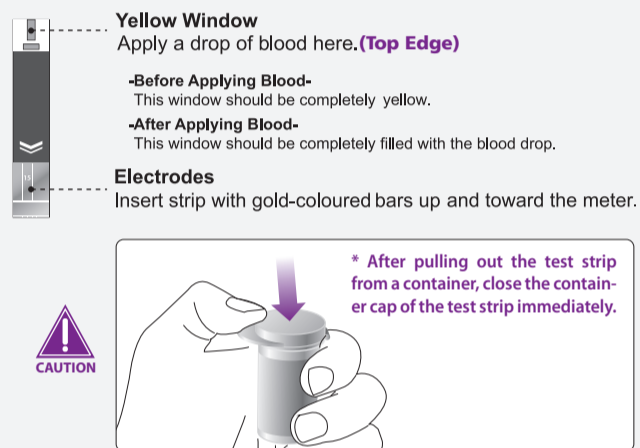 Yellow Window
Apply a drop of blood here.(Top Edge)
-Before Applying Blood-
This window should be completely yellow.
-After Applying Blood-
This window should be completely filled with the blood drop.
Electrodes
Insert strip with gold-coloured bars up and toward the meter.
* After pulling out the test strip
from a container, close the contain-
er cap of the test strip immediately.
CAUTION